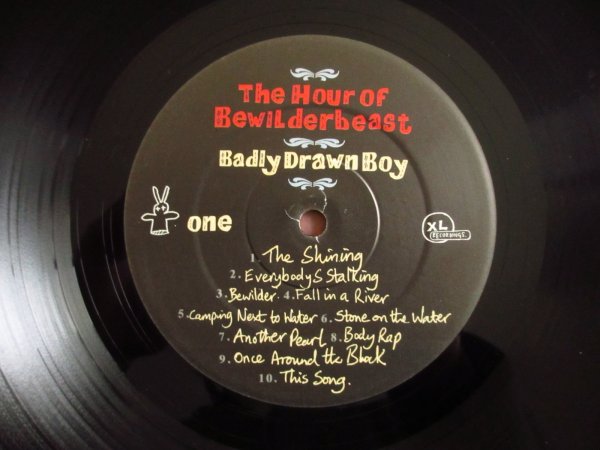 The Hour of
Bewilderbeast
Badly Drawn Boy
one
XL
RECORDINGS.
1. The Shining
2. Everybody's Stalking
3. Bewilder. 4. Fall in a River
5. Camping Next to Water 6. Stone on the Water
7. Another Pearl 8. Body Rap
9. Once Around the Block
10. This Song.